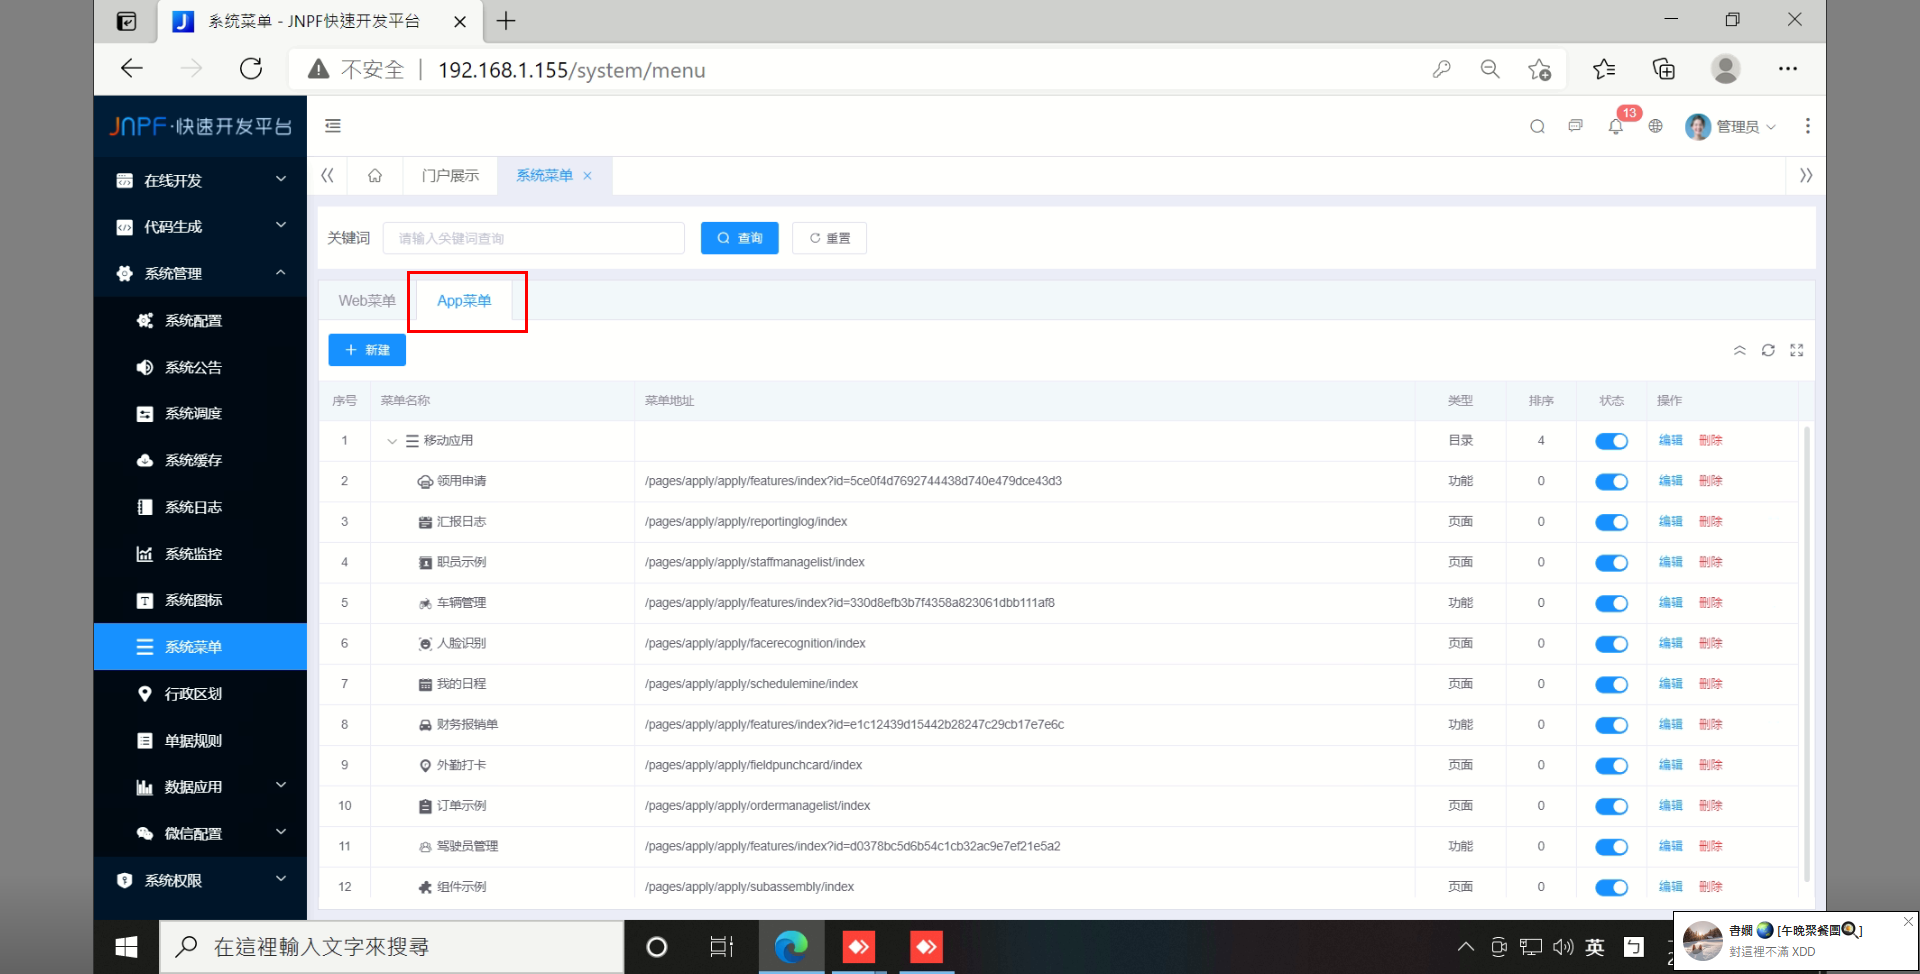 系统菜单 - JNPF快速开发平台
不安全 | 192.168.1.155/system/menu
JNPF·快速开发平台
13
管理员
在线开发
代码生成
系统管理
系统配置
系统公告
系统调度
系统缓存
系统日志
系统监控
系统图标
系统菜单
行政区划
单据规则
数据应用
微信配置
系统权限
门户展示 系统菜单
关键词 请输入关键词查询 查询 重置
Web菜单 App菜单
新建
序号 菜单名称 菜单地址 类型 排序 状态 操作
1 移动应用 目录 4 编辑 删除
2 领用申请 /pages/apply/apply/features/index?id=5ce0f4d7692744438d740e479dce43d3 功能 0 编辑 删除
3 汇报日志 /pages/apply/apply/reportinglog/index 页面 0 编辑 删除
4 职员示例 /pages/apply/apply/staffmanagelist/index 页面 0 编辑 删除
5 车辆管理 /pages/apply/apply/features/index?id=330d8efb3b7f4358a823061dbb111af8 功能 0 编辑 删除
6 人脸识别 /pages/apply/apply/facerecognition/index 页面 0 编辑 删除
7 我的日程 /pages/apply/apply/schedulemine/index 页面 0 编辑 删除
8 财务报销单 /pages/apply/apply/features/index?id=e1c12439d15442b28247c29cb17e7e6c 功能 0 编辑 删除
9 外勤打卡 /pages/apply/apply/fieldpunchcard/index 页面 0 编辑 删除
10 订单示例 /pages/apply/apply/ordermanagelist/index 页面 0 编辑 删除
11 驾驶员管理 /pages/apply/apply/features/index?id=d0378bc5d6b54c1cb32ac9e7ef21e5a2 功能 0 编辑 删除
12 组件示例 /pages/apply/apply/subassembly/index 页面 0 编辑 删除
在這裡輸入文字來搜尋
英 ㄅ
書嫻 [午晚聚餐團]
對這裡不滿 XDD